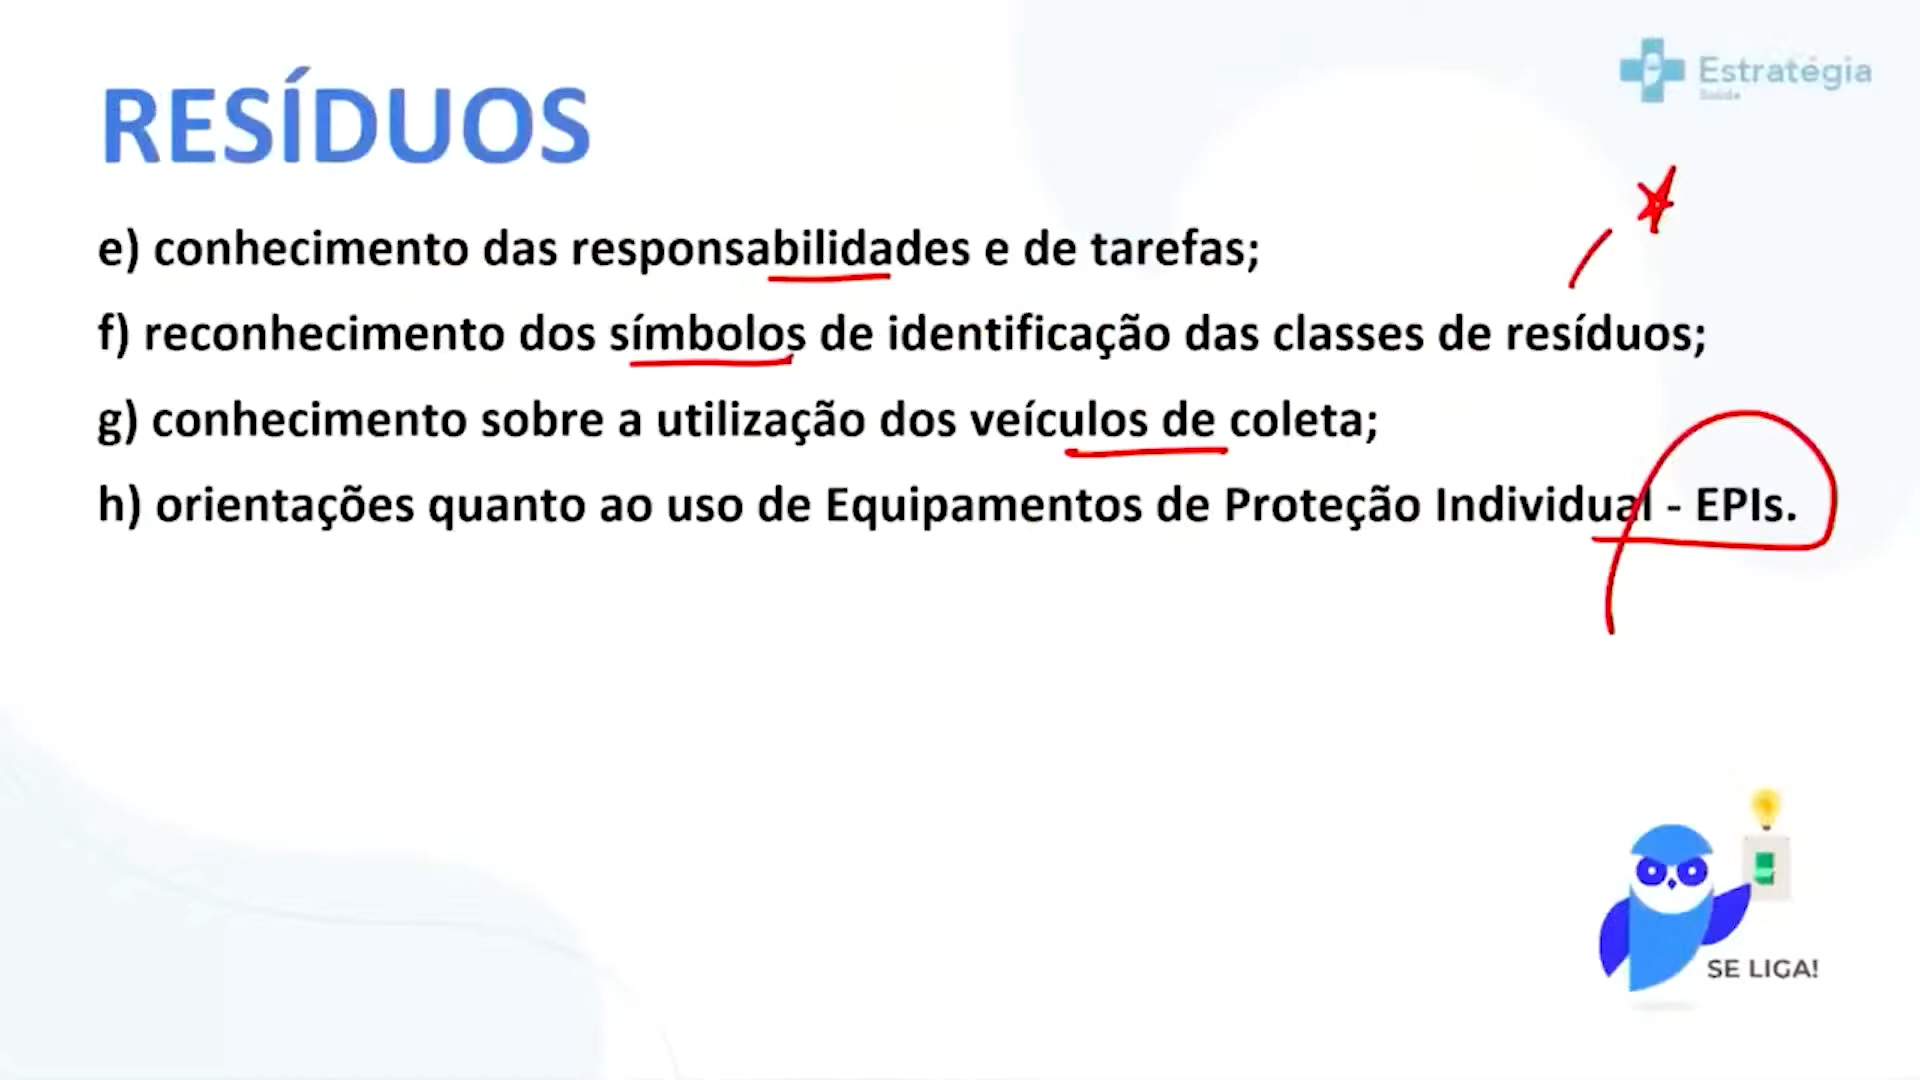 Estratégia
Saúde
RESÍDUOS
e) conhecimento das responsabilidades e de tarefas;
f) reconhecimento dos símbolos de identificação das classes de resíduos;
g) conhecimento sobre a utilização dos veículos de coleta;
h) orientações quanto ao uso de Equipamentos de Proteção Individual - EPIs.
SE LIGA!